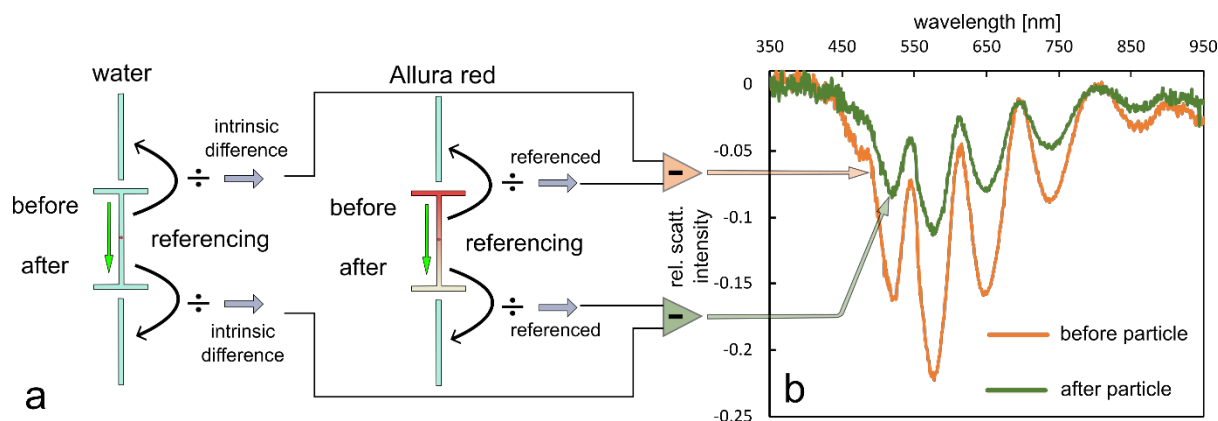 wavelength [nm]
350 450 550 650 750 850 950
water
Allura red
before
after
referencing
÷
intrinsic
difference
÷
intrinsic
difference
before
after
referencing
÷
referenced
÷
referenced
-
-
rel. scatt.
intensity
0
-0.05
-0.1
-0.15
-0.2
-0.25
before particle
after particle
a
b